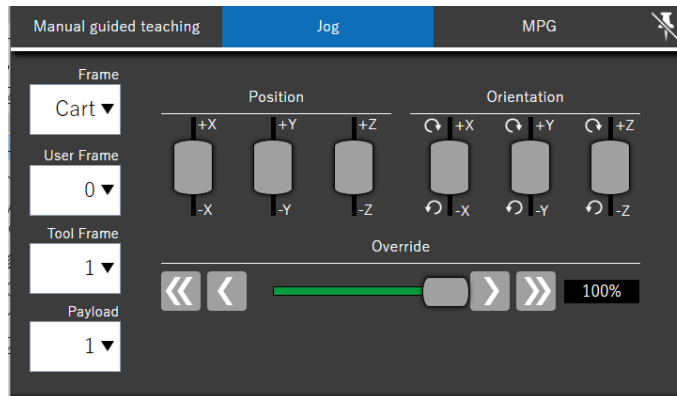 Manual guided teaching Jog MPG
Frame
Cart
User Frame
0
Tool Frame
1
Payload
1
Position
+X +Y +Z
-X -Y -Z
Orientation
+X +Y +Z
-X -Y -Z
Override
100%